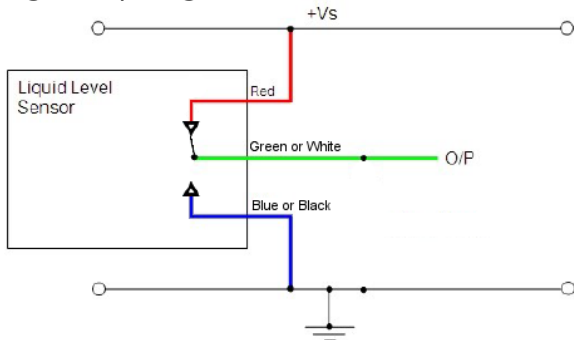 +Vs
Liquid Level
Sensor
Red
Green or White
O/P
Blue or Black